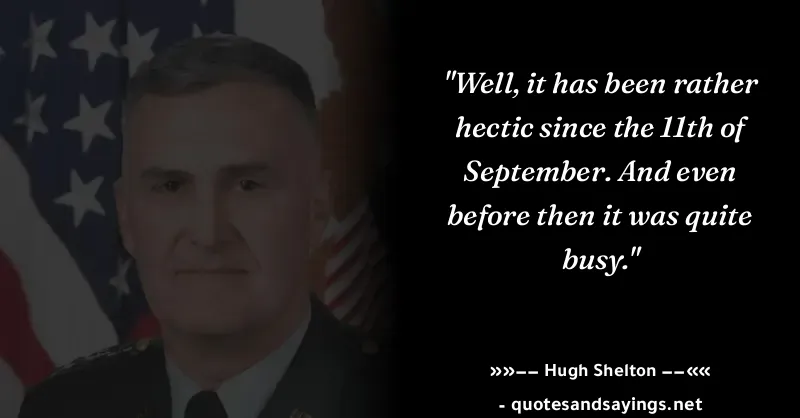 "Well, it has been rather
hectic since the 11th of
September. And even
before then it was quite
busy."
»»–– Hugh Shelton ––««
- quotesandsayings.net